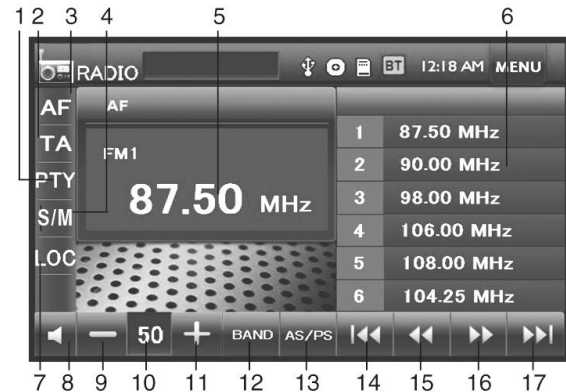 1 2 3 4 5 6
RADIO BT 12:18 AM MENU
AF AF
TA FM1
PTY 87.50 MHz
S/M
LOC
1 87.50 MHz
2 90.00 MHz
3 98.00 MHz
4 106.00 MHz
5 108.00 MHz
6 104.25 MHz
50 BAND AS/PS
7 8 9 10 11 12 13 14 15 16 17